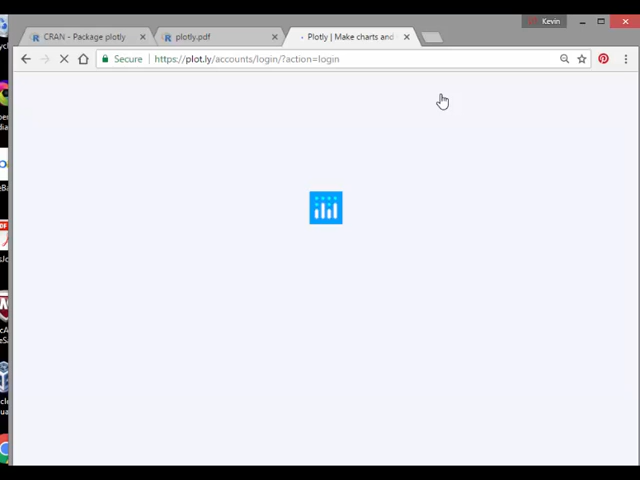 Kevin
CRAN - Package plotly
plotly.pdf
Plotly | Make charts and
Secure
https://plot.ly/accounts/login/?action=login